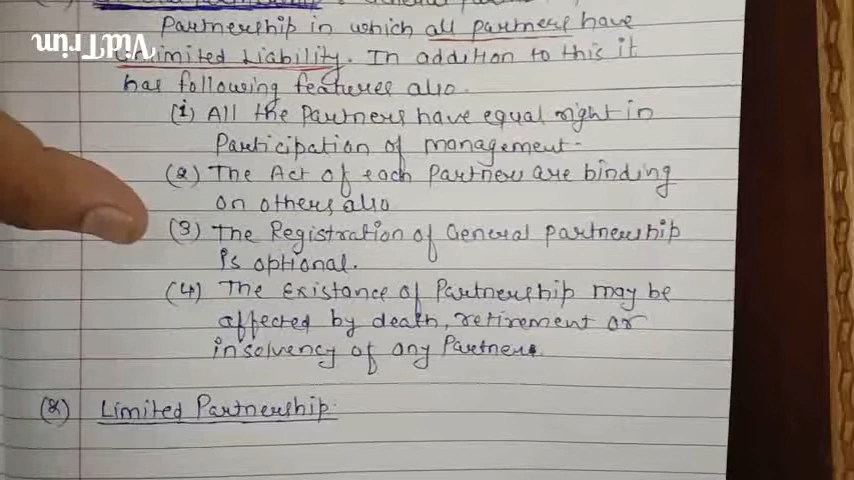 Partnership in which all partners have
Unlimited Liability. In addition to this it
has following features also.
(1) All the Partners have equal right in
Participation of management-
(2) The Act of each Partners are binding
on others also
(3) The Registration of General partnership
is optional.
(4) The Existance of Partnership may be
affected by death, retirement or
insolvency of any Partners.
(2) Limited Partnership:
VidTrim